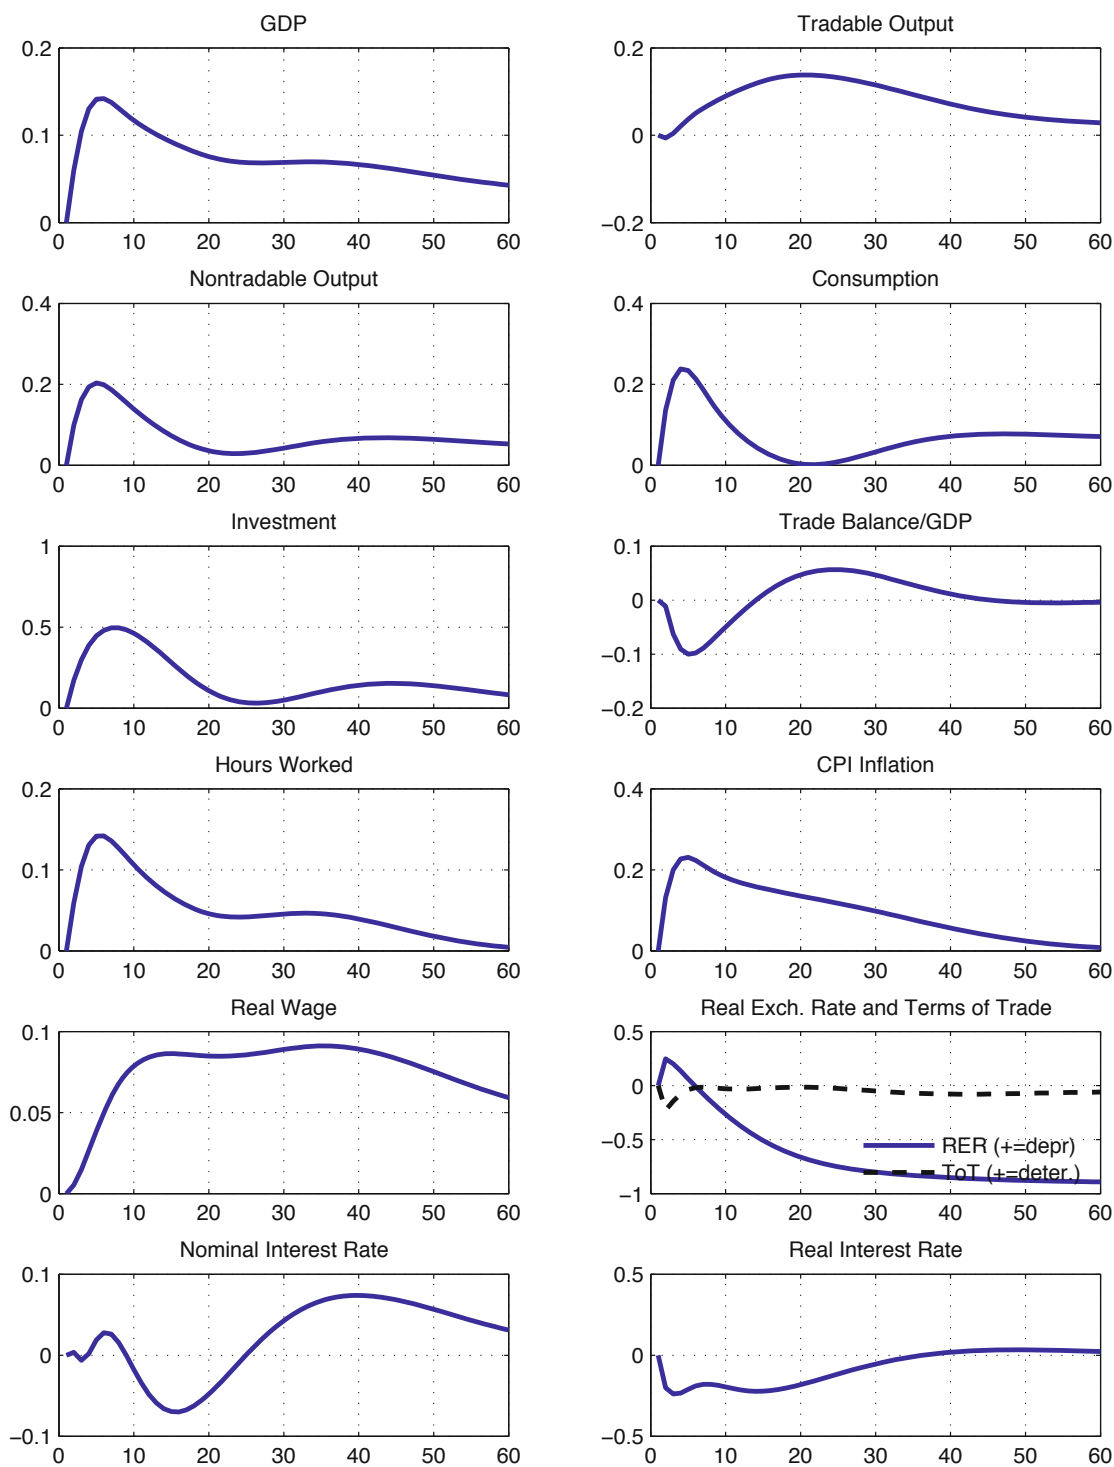 GDP
0.2
0.1
0
0 10 20 30 40 50 60
Tradable Output
0.2
0
−0.2
0 10 20 30 40 50 60
Nontradable Output
0.4
0.2
0
0 10 20 30 40 50 60
Consumption
0.4
0.2
0
0 10 20 30 40 50 60
Investment
1
0.5
0
0 10 20 30 40 50 60
Trade Balance/GDP
0.1
0
−0.1
−0.2
0 10 20 30 40 50 60
Hours Worked
0.2
0.1
0
0 10 20 30 40 50 60
CPI Inflation
0.4
0.2
0
0 10 20 30 40 50 60
Real Wage
0.1
0.05
0
0 10 20 30 40 50 60
Real Exch. Rate and Terms of Trade
0.5
0
−0.5
−1
RER (+=depr)
ToT (+=deter.)
0 10 20 30 40 50 60
Nominal Interest Rate
0.1
0
−0.1
0 10 20 30 40 50 60
Real Interest Rate
0.5
0
−0.5
0 10 20 30 40 50 60